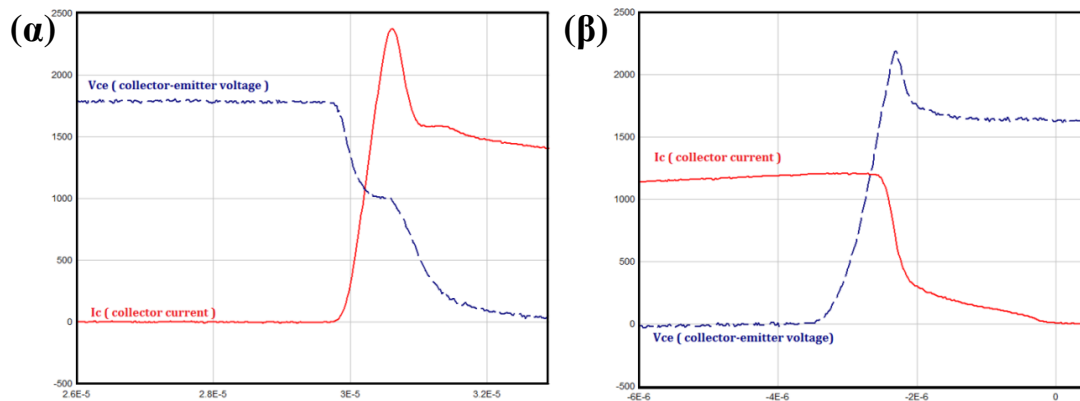 (α)
2500
2000
1500
1000
500
0
-500
2.6E-5
2.8E-5
3E-5
3.2E-5
Vce ( collector-emitter voltage )
Ic ( collector current )
(β)
2500
2000
1500
1000
500
0
-500
-6E-6
-4E-6
-2E-6
0
Ic ( collector current )
Vce ( collector-emitter voltage)